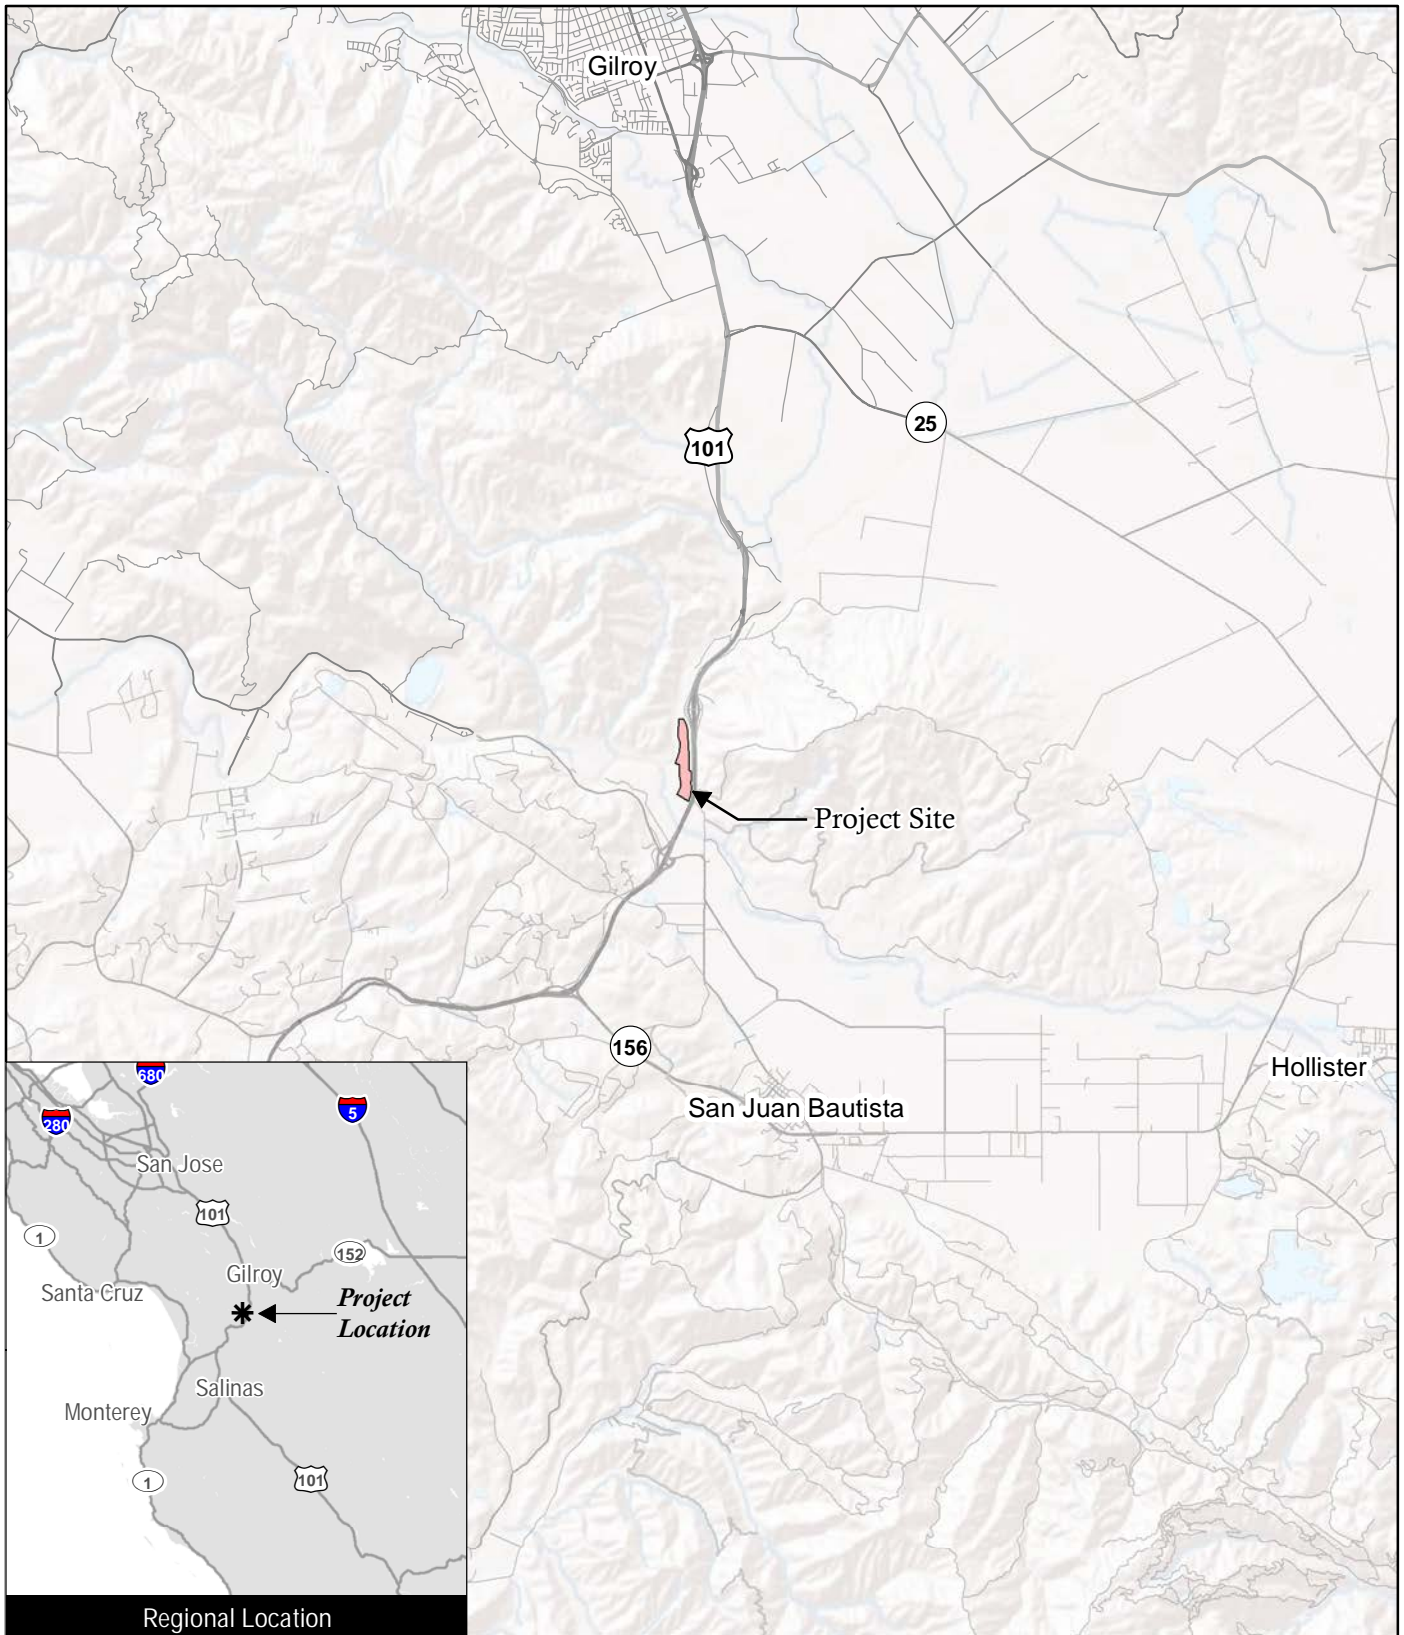 Gilroy
25
101
Project Site
156
Hollister
San Juan Bautista
680
5
280
San Jose
101
1
152
Gilroy
Santa Cruz
Project
Location
Salinas
Monterey
1
101
Regional Location